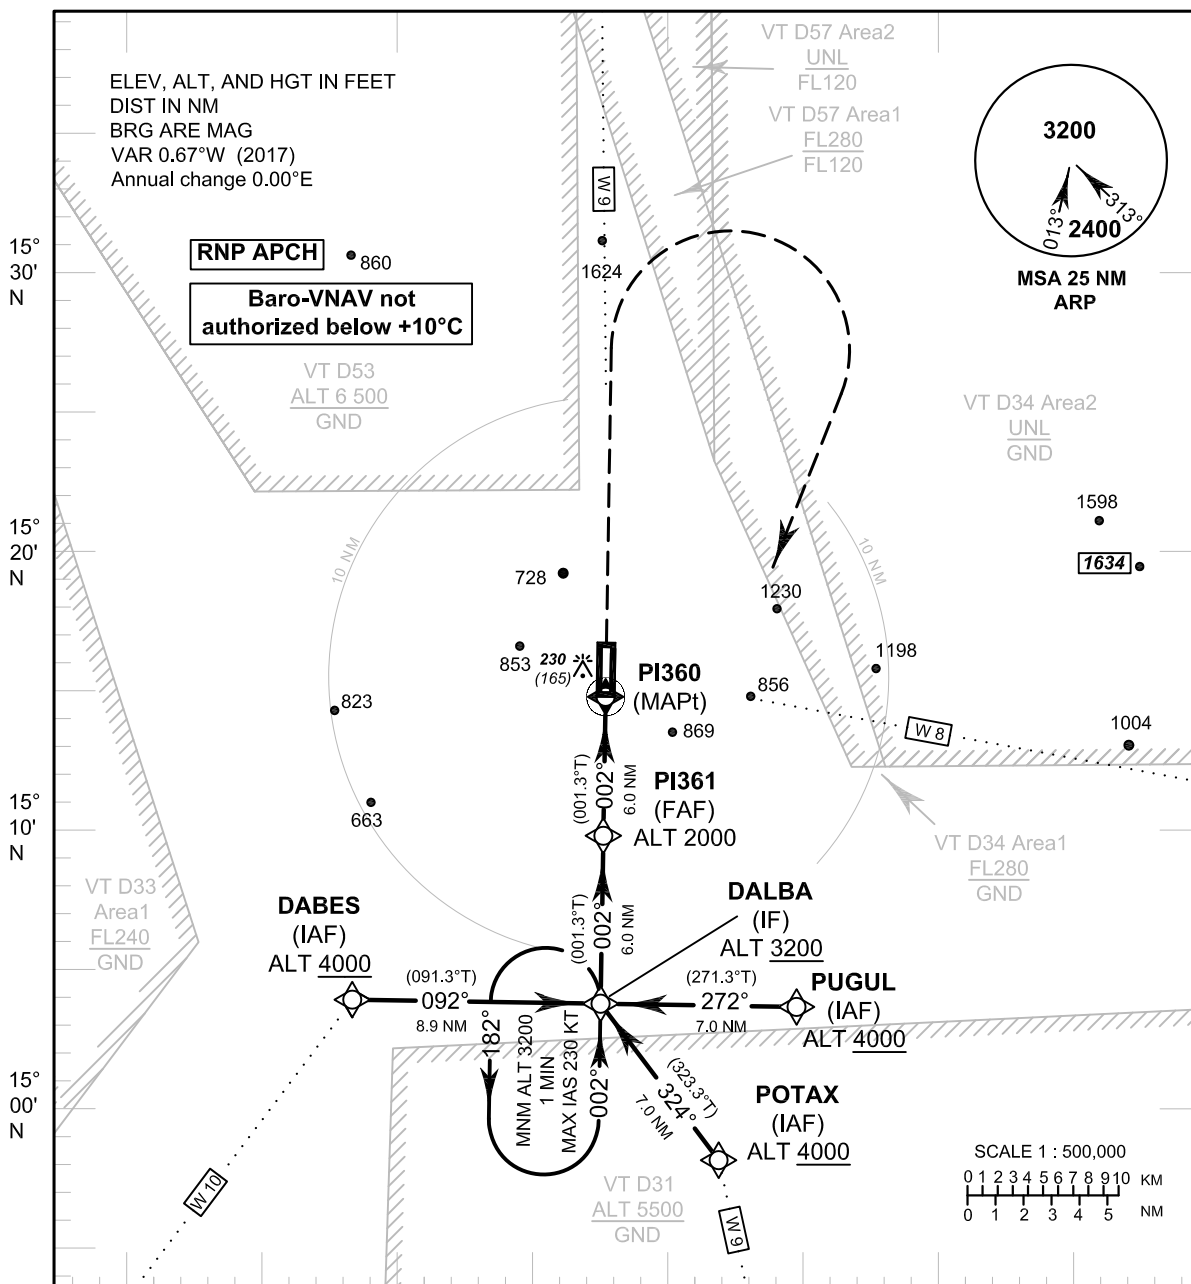 ELEV, ALT, AND HGT IN FEET
DIST IN NM
BRG ARE MAG
VAR 0.67°W (2017)
Annual change 0.00°E
VT D57 Area2
UNL
FL120
VT D57 Area1
FL280
FL120
3200
013°
313°
2400
MSA 25 NM
ARP
W 9
15°
30'
N
RNP APCH
860
1624
Baro-VNAV not
authorized below +10°C
VT D53
ALT 6 500
GND
VT D34 Area2
UNL
GND
15°
20'
N
10 NM
10 NM
1598
1634
728
1230
853
230
(165)
PI360
(MAPt)
1198
856
823
869
W 8
1004
(001.3°T)
002°
6.0 NM
PI361
(FAF)
ALT 2000
15°
10'
N
663
VT D34 Area1
FL280
GND
VT D33
Area1
FL240
GND
DABES
(IAF)
ALT 4000
(001.3°T)
002°
6.0 NM
DALBA
(IF)
ALT 3200
(091.3°T)
092°
8.9 NM
(271.3°T)
272°
7.0 NM
PUGUL
(IAF)
ALT 4000
182°
MNM ALT 3200
1 MIN
MAX IAS 230 KT
002°
(323.3°T)
324°
7.0 NM
15°
00'
N
POTAX
(IAF)
ALT 4000
W 10
VT D31
ALT 5500
GND
W 9
SCALE 1 : 500,000
0 1 2 3 4 5 6 7 8 9 10 KM
0 1 2 3 4 5 NM